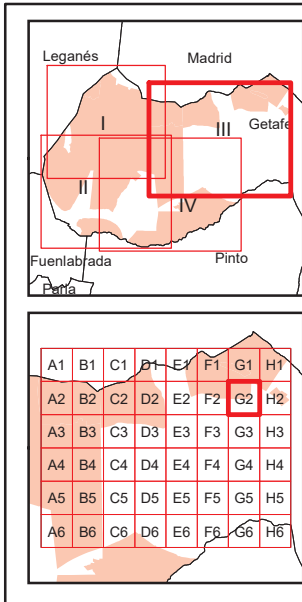 Leganés Madrid
I
III
Getafe
II
IV
Fuenlabrada Pinto
Parla
A1 B1 C1 D1 E1 F1 G1 H1
A2 B2 C2 D2 E2 F2 G2 H2
A3 B3 C3 D3 E3 F3 G3 H3
A4 B4 C4 D4 E4 F4 G4 H4
A5 B5 C5 D5 E5 F5 G5 H5
A6 B6 C6 D6 E6 F6 G6 H6